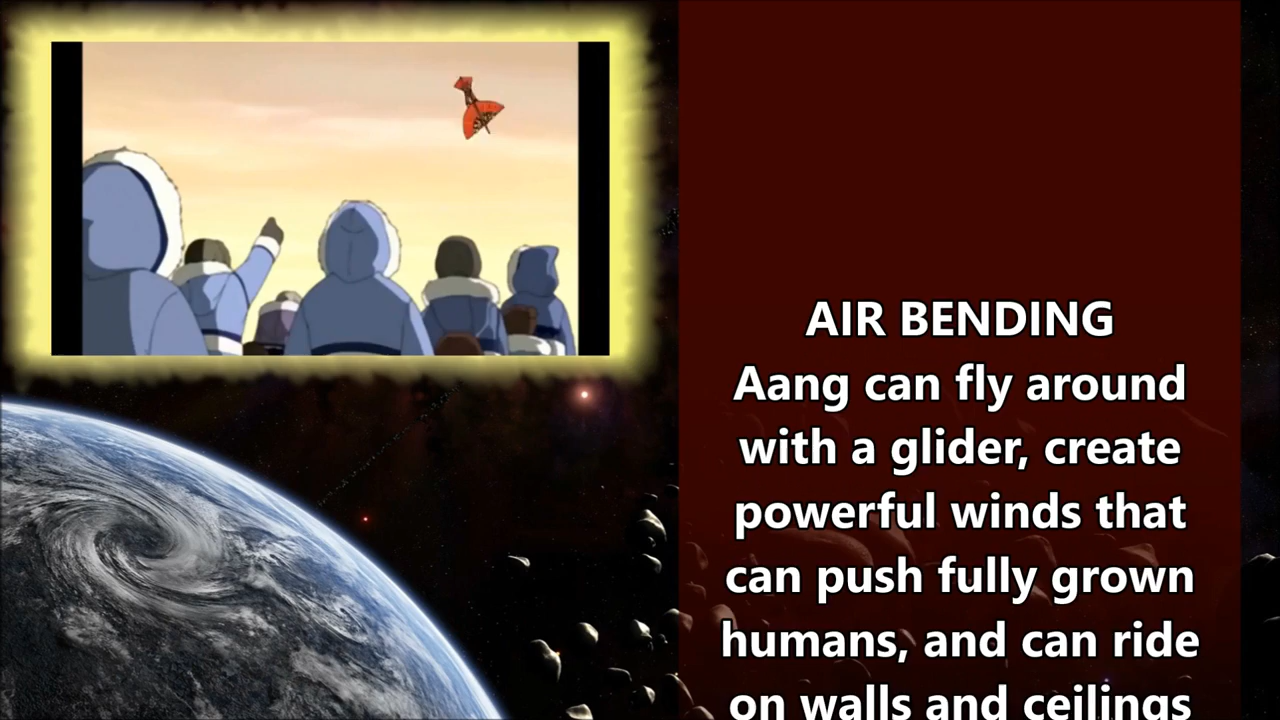 AIR BENDING
Aang can fly around
with a glider, create
powerful winds that
can push fully grown
humans, and can ride
on walls and ceilings